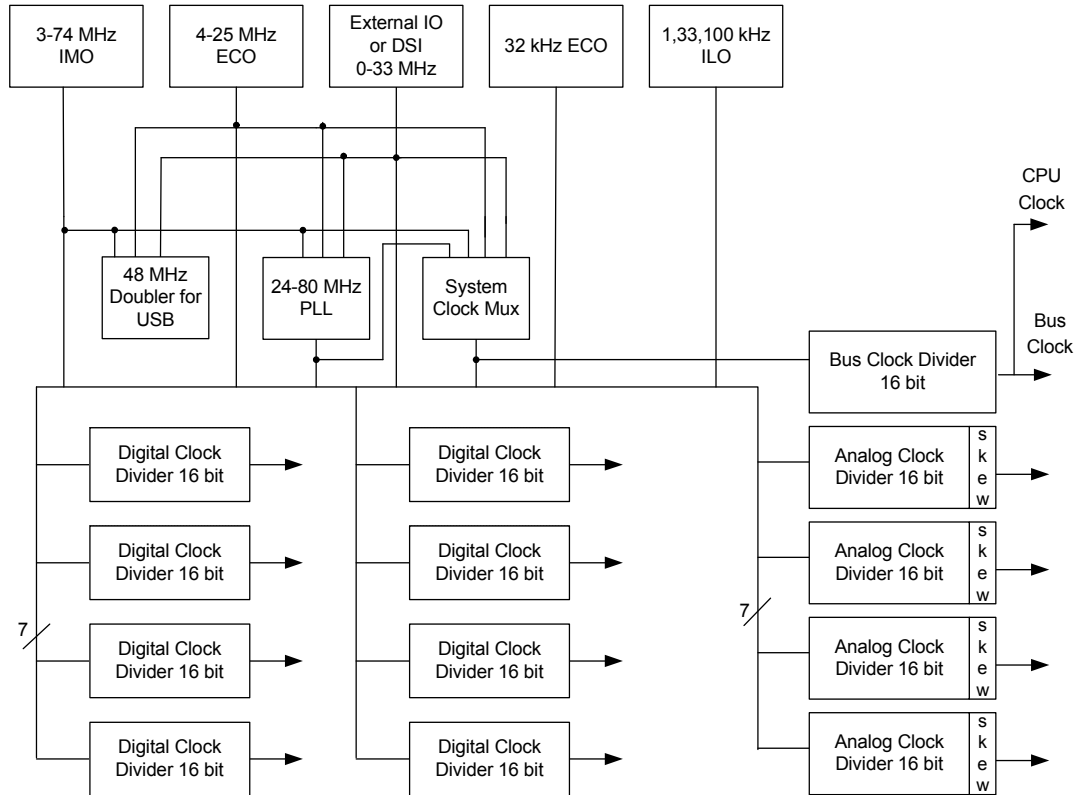 3-74 MHz
IMO
4-25 MHz
ECO
External IO
or DSI
0-33 MHz
32 kHz ECO
1,33,100 kHz
ILO
CPU
Clock
48 MHz
Doubler for
USB
24-80 MHz
PLL
System
Clock Mux
Bus
Clock
Bus Clock Divider
16 bit
Digital Clock
Divider 16 bit
Digital Clock
Divider 16 bit
Analog Clock
Divider 16 bit
s
k
e
w
Digital Clock
Divider 16 bit
Digital Clock
Divider 16 bit
Analog Clock
Divider 16 bit
s
k
e
w
7
7
Digital Clock
Divider 16 bit
Digital Clock
Divider 16 bit
Analog Clock
Divider 16 bit
s
k
e
w
Digital Clock
Divider 16 bit
Digital Clock
Divider 16 bit
Analog Clock
Divider 16 bit
s
k
e
w